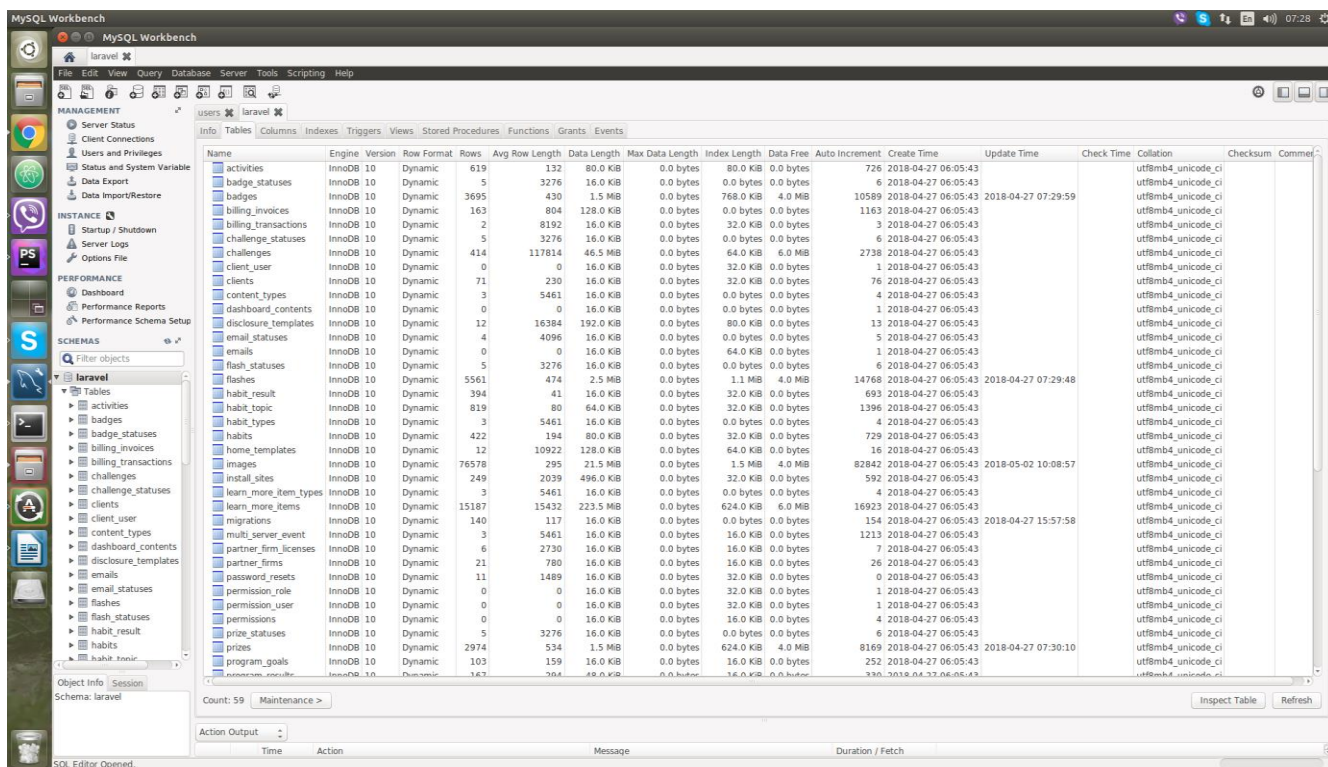 MySQL Workbench En 07:28
MySQL Workbench
laravel
File Edit View Query Database Server Tools Scripting Help
MANAGEMENT
Server Status
Client Connections
Users and Privileges
Status and System Variable
Data Export
Data Import/Restore
INSTANCE
Startup / Shutdown
Server Logs
Options File
PERFORMANCE
Dashboard
Performance Reports
Performance Schema Setup
SCHEMAS
Filter objects
laravel
Tables
activities
badges
badge_statuses
billing_invoices
billing_transactions
challenges
challenge_statuses
clients
client_user
content_types
dashboard_contents
disclosure_templates
emails
email_statuses
flashes
flash_statuses
habit_result
habits
habit_topic
Object Info Session
Schema: laravel
users laravel
Info Tables Columns Indexes Triggers Views Stored Procedures Functions Grants Events
Name Engine Version Row Format Rows Avg Row Length Data Length Max Data Length Index Length Data Free Auto Increment Create Time Update Time Check Time Collation Checksum Commer
activities InnoDB 10 Dynamic 619 132 80.0 KiB 0.0 bytes 80.0 KiB 0.0 bytes 726 2018-04-27 06:05:43 utf8mb4_unicode_ci
badge_statuses InnoDB 10 Dynamic 5 3276 16.0 KiB 0.0 bytes 0.0 bytes 0.0 bytes 6 2018-04-27 06:05:43 utf8mb4_unicode_ci
badges InnoDB 10 Dynamic 3695 430 1.5 MiB 0.0 bytes 768.0 KiB 4.0 MiB 10589 2018-04-27 06:05:43 2018-04-27 07:29:59 utf8mb4_unicode_ci
billing_invoices InnoDB 10 Dynamic 163 804 128.0 KiB 0.0 bytes 0.0 bytes 0.0 bytes 1163 2018-04-27 06:05:43 utf8mb4_unicode_ci
billing_transactions InnoDB 10 Dynamic 2 8192 16.0 KiB 0.0 bytes 32.0 KiB 0.0 bytes 3 2018-04-27 06:05:43 utf8mb4_unicode_ci
challenge_statuses InnoDB 10 Dynamic 5 3276 16.0 KiB 0.0 bytes 0.0 bytes 0.0 bytes 6 2018-04-27 06:05:43 utf8mb4_unicode_ci
challenges InnoDB 10 Dynamic 414 117814 46.5 MiB 0.0 bytes 64.0 KiB 6.0 MiB 2738 2018-04-27 06:05:43 utf8mb4_unicode_ci
client_user InnoDB 10 Dynamic 0 0 16.0 KiB 0.0 bytes 32.0 KiB 0.0 bytes 1 2018-04-27 06:05:43 utf8mb4_unicode_ci
clients InnoDB 10 Dynamic 71 230 16.0 KiB 0.0 bytes 32.0 KiB 0.0 bytes 76 2018-04-27 06:05:43 utf8mb4_unicode_ci
content_types InnoDB 10 Dynamic 3 5461 16.0 KiB 0.0 bytes 0.0 bytes 0.0 bytes 4 2018-04-27 06:05:43 utf8mb4_unicode_ci
dashboard_contents InnoDB 10 Dynamic 0 0 16.0 KiB 0.0 bytes 0.0 bytes 0.0 bytes 1 2018-04-27 06:05:43 utf8mb4_unicode_ci
disclosure_templates InnoDB 10 Dynamic 12 16384 192.0 KiB 0.0 bytes 80.0 KiB 0.0 bytes 13 2018-04-27 06:05:43 utf8mb4_unicode_ci
email_statuses InnoDB 10 Dynamic 4 4096 16.0 KiB 0.0 bytes 0.0 bytes 0.0 bytes 5 2018-04-27 06:05:43 utf8mb4_unicode_ci
emails InnoDB 10 Dynamic 0 0 16.0 KiB 0.0 bytes 64.0 KiB 0.0 bytes 1 2018-04-27 06:05:43 utf8mb4_unicode_ci
flash_statuses InnoDB 10 Dynamic 5 3276 16.0 KiB 0.0 bytes 0.0 bytes 0.0 bytes 6 2018-04-27 06:05:43 utf8mb4_unicode_ci
flashes InnoDB 10 Dynamic 5561 474 2.5 MiB 0.0 bytes 1.1 MiB 4.0 MiB 14768 2018-04-27 06:05:43 2018-04-27 07:29:48 utf8mb4_unicode_ci
habit_result InnoDB 10 Dynamic 394 41 16.0 KiB 0.0 bytes 32.0 KiB 0.0 bytes 693 2018-04-27 06:05:43 utf8mb4_unicode_ci
habit_topic InnoDB 10 Dynamic 819 80 64.0 KiB 0.0 bytes 32.0 KiB 0.0 bytes 1396 2018-04-27 06:05:43 utf8mb4_unicode_ci
habit_types InnoDB 10 Dynamic 3 5461 16.0 KiB 0.0 bytes 0.0 bytes 0.0 bytes 4 2018-04-27 06:05:43 utf8mb4_unicode_ci
habits InnoDB 10 Dynamic 422 194 80.0 KiB 0.0 bytes 32.0 KiB 0.0 bytes 729 2018-04-27 06:05:43 utf8mb4_unicode_ci
home_templates InnoDB 10 Dynamic 12 10922 128.0 KiB 0.0 bytes 64.0 KiB 0.0 bytes 16 2018-04-27 06:05:43 utf8mb4_unicode_ci
images InnoDB 10 Dynamic 76578 295 21.5 MiB 0.0 bytes 1.5 MiB 4.0 MiB 82842 2018-04-27 06:05:43 2018-05-02 10:08:57 utf8mb4_unicode_ci
install_sites InnoDB 10 Dynamic 249 2039 496.0 KiB 0.0 bytes 32.0 KiB 0.0 bytes 592 2018-04-27 06:05:43 utf8mb4_unicode_ci
learn_more_item_types InnoDB 10 Dynamic 3 5461 16.0 KiB 0.0 bytes 0.0 bytes 0.0 bytes 4 2018-04-27 06:05:43 utf8mb4_unicode_ci
learn_more_items InnoDB 10 Dynamic 15187 15432 223.5 MiB 0.0 bytes 624.0 KiB 6.0 MiB 16923 2018-04-27 06:05:43 utf8mb4_unicode_ci
migrations InnoDB 10 Dynamic 140 117 16.0 KiB 0.0 bytes 0.0 bytes 0.0 bytes 154 2018-04-27 06:05:43 2018-04-27 15:57:58 utf8mb4_unicode_ci
multi_server_event InnoDB 10 Dynamic 3 5461 16.0 KiB 0.0 bytes 16.0 KiB 0.0 bytes 1213 2018-04-27 06:05:43 utf8mb4_unicode_ci
partner_firm_licenses InnoDB 10 Dynamic 6 2730 16.0 KiB 0.0 bytes 16.0 KiB 0.0 bytes 7 2018-04-27 06:05:43 utf8mb4_unicode_ci
partner_firms InnoDB 10 Dynamic 21 780 16.0 KiB 0.0 bytes 16.0 KiB 0.0 bytes 26 2018-04-27 06:05:43 utf8mb4_unicode_ci
password_resets InnoDB 10 Dynamic 11 1489 16.0 KiB 0.0 bytes 32.0 KiB 0.0 bytes 0 2018-04-27 06:05:43 utf8mb4_unicode_ci
permission_role InnoDB 10 Dynamic 0 0 16.0 KiB 0.0 bytes 32.0 KiB 0.0 bytes 1 2018-04-27 06:05:43 utf8mb4_unicode_ci
permission_user InnoDB 10 Dynamic 0 0 16.0 KiB 0.0 bytes 32.0 KiB 0.0 bytes 1 2018-04-27 06:05:43 utf8mb4_unicode_ci
permissions InnoDB 10 Dynamic 0 0 16.0 KiB 0.0 bytes 16.0 KiB 0.0 bytes 4 2018-04-27 06:05:43 utf8mb4_unicode_ci
prize_statuses InnoDB 10 Dynamic 5 3276 16.0 KiB 0.0 bytes 0.0 bytes 0.0 bytes 6 2018-04-27 06:05:43 utf8mb4_unicode_ci
prizes InnoDB 10 Dynamic 2974 534 1.5 MiB 0.0 bytes 624.0 KiB 4.0 MiB 8169 2018-04-27 06:05:43 2018-04-27 07:30:10 utf8mb4_unicode_ci
program_goals InnoDB 10 Dynamic 103 159 16.0 KiB 0.0 bytes 16.0 KiB 0.0 bytes 252 2018-04-27 06:05:43 utf8mb4_unicode_ci
program_results InnoDB 10 Dynamic 167 294 48.0 KiB 0.0 bytes 16.0 KiB 0.0 bytes 330 2018-04-27 06:05:43 utf8mb4_unicode_ci
Count: 59 Maintenance > Inspect Table Refresh
Action Output
Time Action Message Duration / Fetch
SQL Editor Opened.